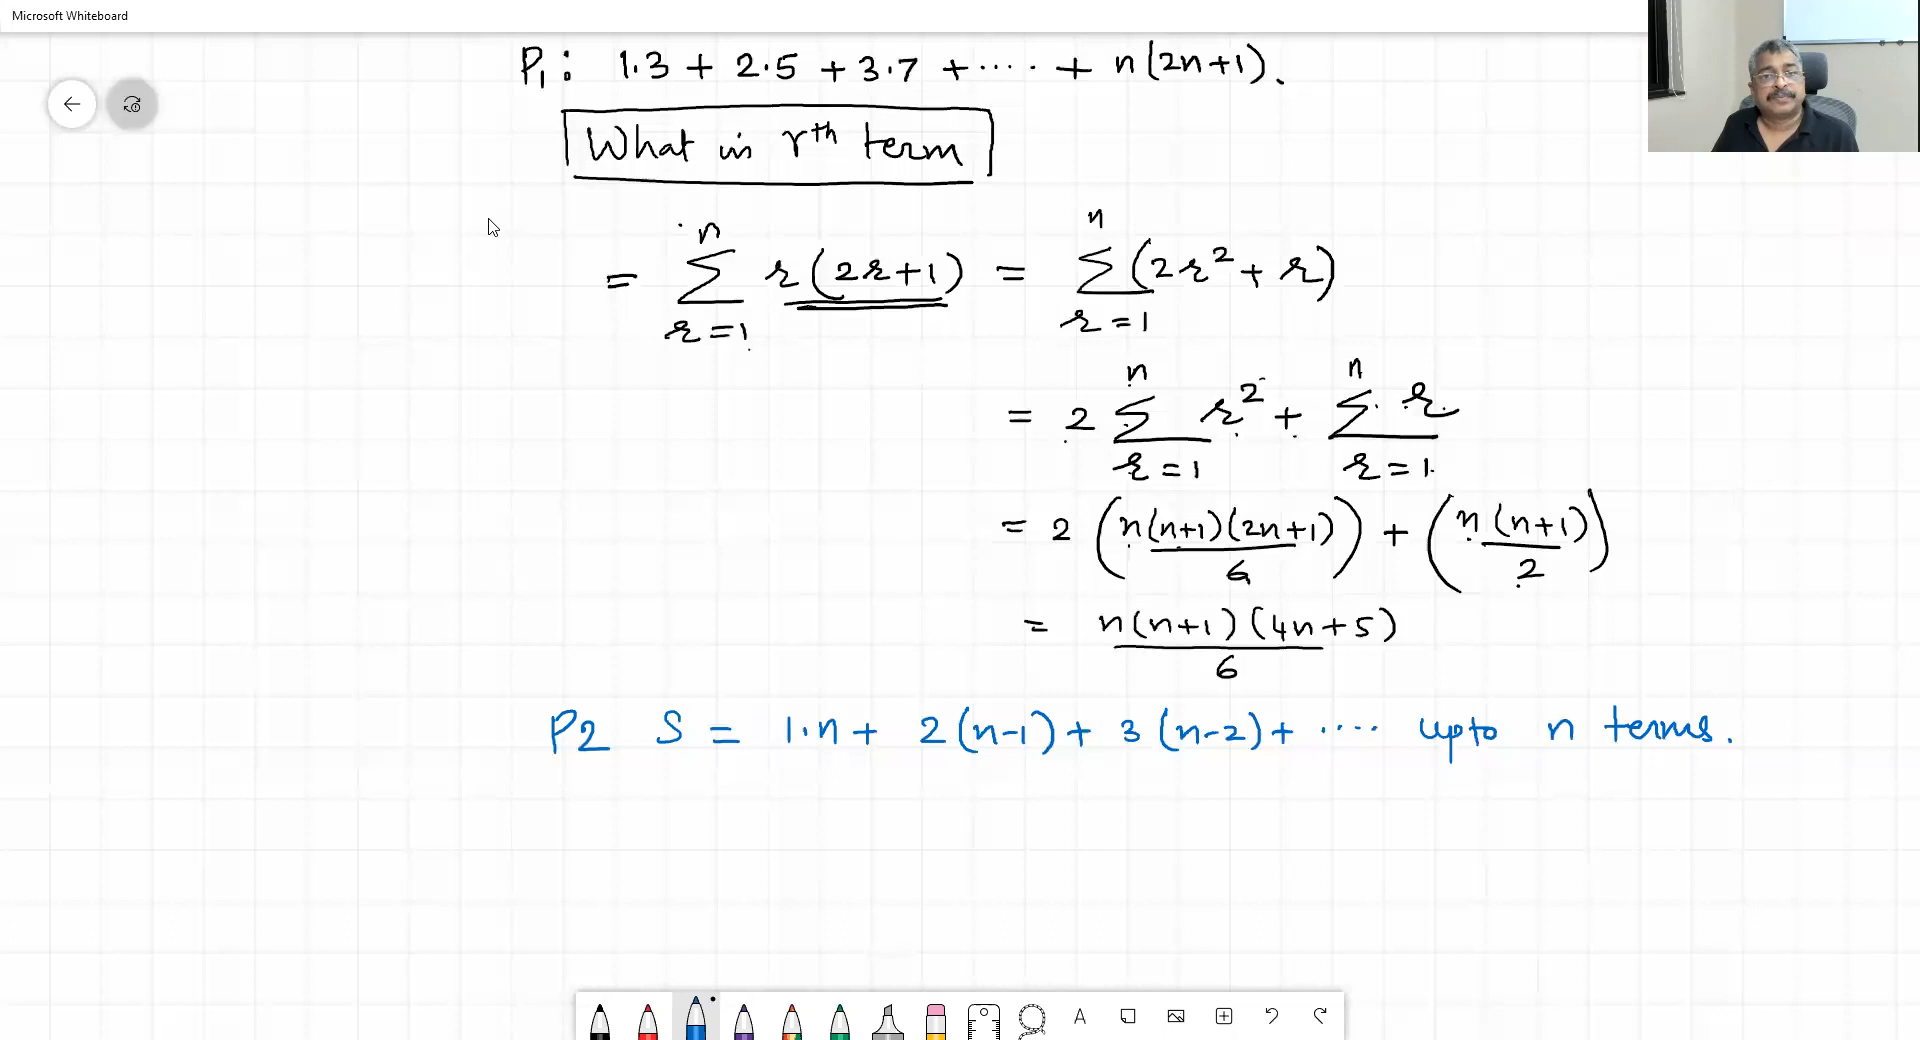 Microsoft Whiteboard
P₁: 1·3 + 2·5 + 3·7 + ····· + n(2n+1).
What in rth term
= ∑_{r=1}^{n} r(2r+1) = ∑_{r=1}^{n} (2r² + r)
= 2 ∑_{r=1}^{n} r² + ∑_{r=1}^{n} r
= 2 (n(n+1)(2n+1)/6) + (n(n+1)/2)
= n(n+1)(4n+5)/6
P2 S = 1·n + 2(n-1) + 3(n-2) + ···· upto n terms.
A